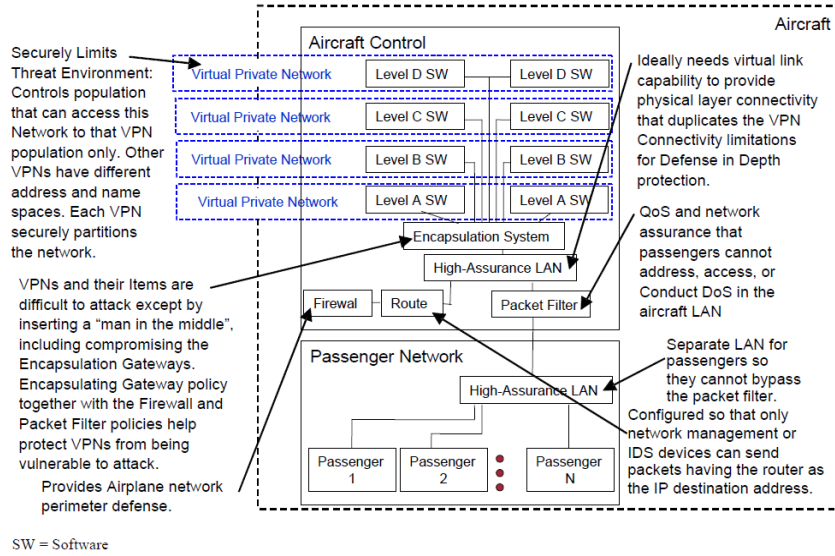 Aircraft
Securely Limits
Threat Environment:
Controls population
that can access this
Network to that VPN
population only. Other
VPNs have different
address and name
spaces. Each VPN
securely partitions
the network.
VPNs and their Items are
difficult to attack except by
inserting a “man in the middle”,
including compromising the
Encapsulation Gateways.
Encapsulating Gateway policy
together with the Firewall and
Packet Filter policies help
protect VPNs from being
vulnerable to attack.
Provides Airplane network
perimeter defense.
Aircraft Control
Virtual Private Network
Level D SW
Level D SW
Virtual Private Network
Level C SW
Level C SW
Virtual Private Network
Level B SW
Level B SW
Virtual Private Network
Level A SW
Level A SW
Encapsulation System
High-Assurance LAN
Firewal
Route
Packet Filter
Passenger Network
High-Assurance LAN
Passenger
1
Passenger
2
Passenger
N
Ideally needs virtual link
capability to provide
physical layer connectivity
that duplicates the VPN
Connectivity limitations
for Defense in Depth
protection.
QoS and network
assurance that
passengers cannot
address, access, or
Conduct DoS in the
aircraft LAN
Separate LAN for
passengers so
they cannot bypass
the packet filter.
Configured so that only
network management or
IDS devices can send
packets having the router as
the IP destination address.
SW = Software